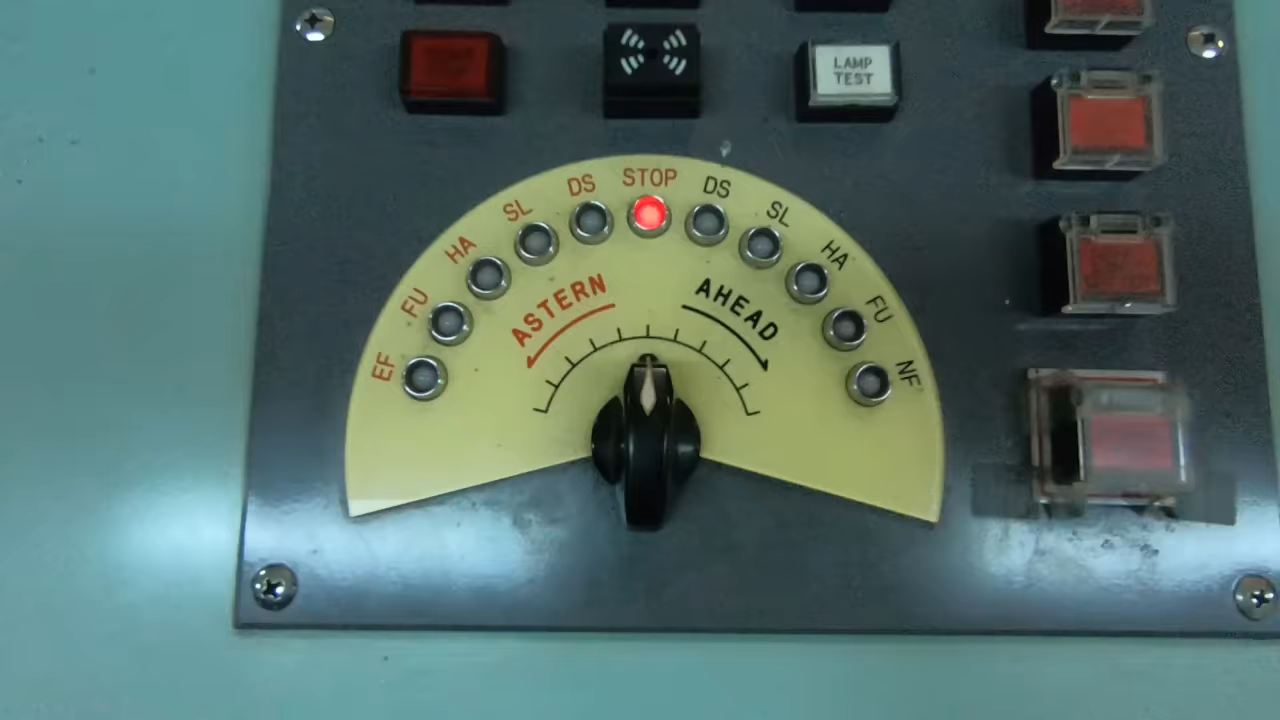 LAMP
TEST
EF
FU
HA
SL
DS
STOP
DS
SL
HA
FU
NF
ASTERN
AHEAD